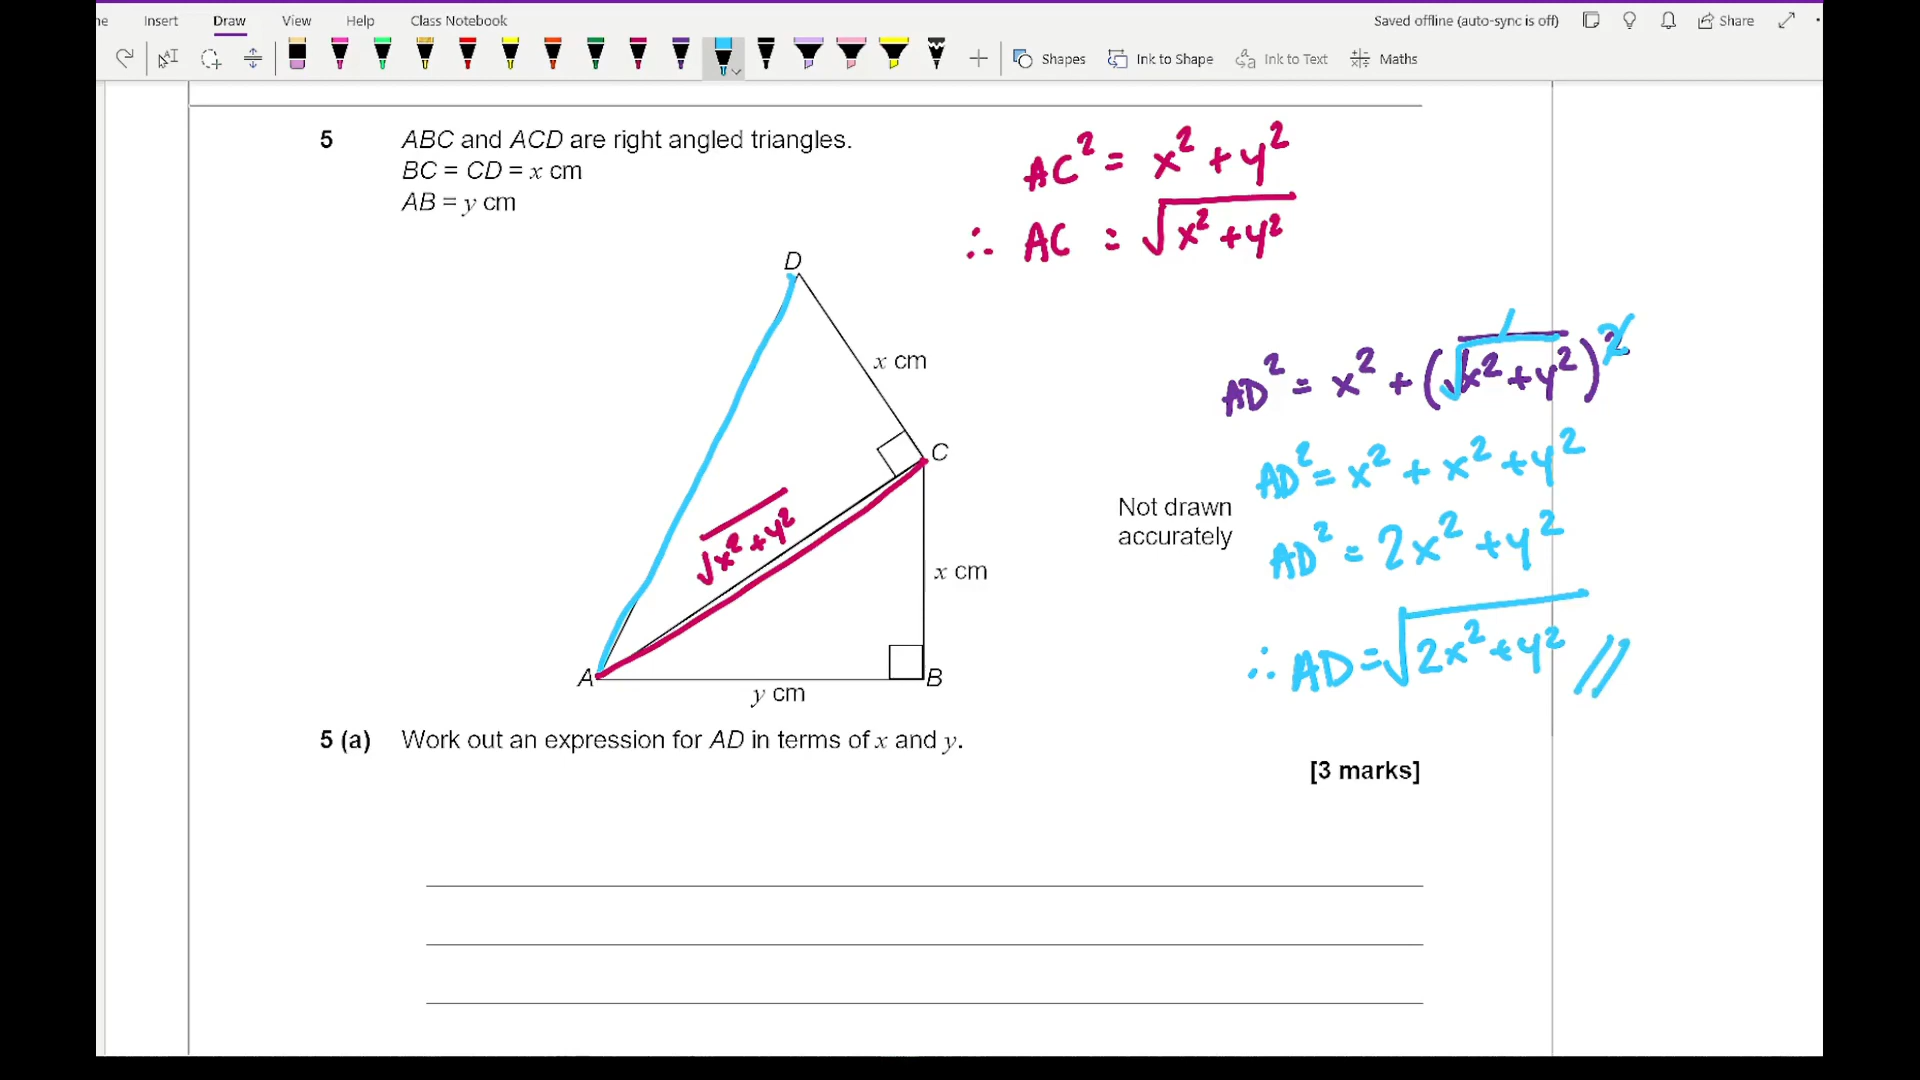 Insert Draw View Help Class Notebook Saved offline (auto-sync is off) Share
Shapes Ink to Shape Ink to Text Maths
5 ABC and ACD are right angled triangles.
BC = CD = x cm
AB = y cm
AC² = x² + y²
∴ AC = √(x² + y²)
D
x cm
C
AD² = x² + (√(x² + y²))²
AD² = x² + x² + y²
Not drawn
accurately
AD² = 2x² + y²
√(x² + y²)
x cm
∴ AD = √(2x² + y²) //
A
B
y cm
5 (a) Work out an expression for AD in terms of x and y.
[3 marks]